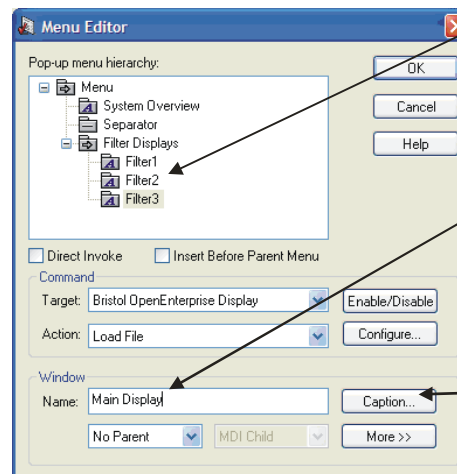 Menu Editor
Pop-up menu hierarchy:
Menu
System Overview
Separator
Filter Displays
Filter1
Filter2
Filter3
OK
Cancel
Help
Direct Invoke
Insert Before Parent Menu
Command
Target: Bristol OpenEnterprise Display
Enable/Disable
Action: Load File
Configure...
Window
Name: Main Display
Caption...
No Parent
MDI Child
More >>